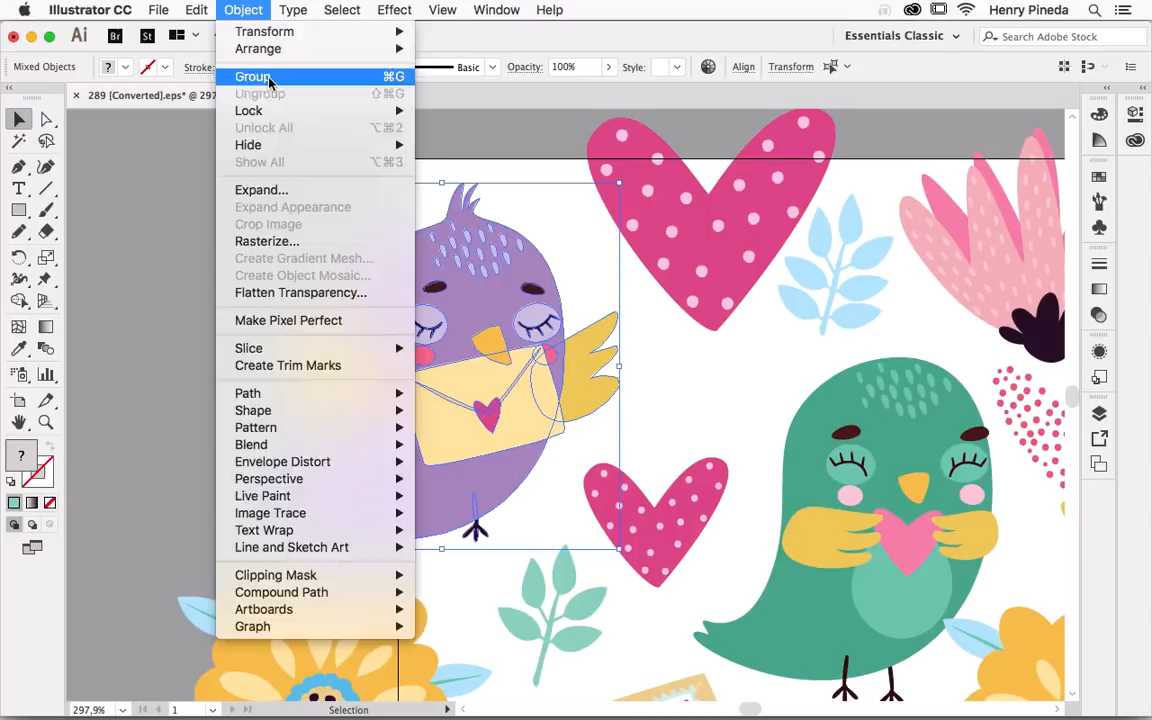 Illustrator CC File Edit Object Type Select Effect View Window Help Henry Pineda
Ai Br St Essentials Classic Search Adobe Stock
Mixed Objects ? Stroke: Basic Opacity: 100% Style: Align Transform
× 289 [Converted].eps* @ 297,9%
Transform
Arrange
Group ⌘G
Ungroup ⇧⌘G
Lock
Unlock All ⌥⌘2
Hide
Show All ⌥⌘3
Expand...
Expand Appearance
Crop Image
Rasterize...
Create Gradient Mesh...
Create Object Mosaic...
Flatten Transparency...
Make Pixel Perfect
Slice
Create Trim Marks
Path
Shape
Pattern
Blend
Envelope Distort
Perspective
Live Paint
Image Trace
Text Wrap
Line and Sketch Art
Clipping Mask
Compound Path
Artboards
Graph
?
297,9% 1 Selection